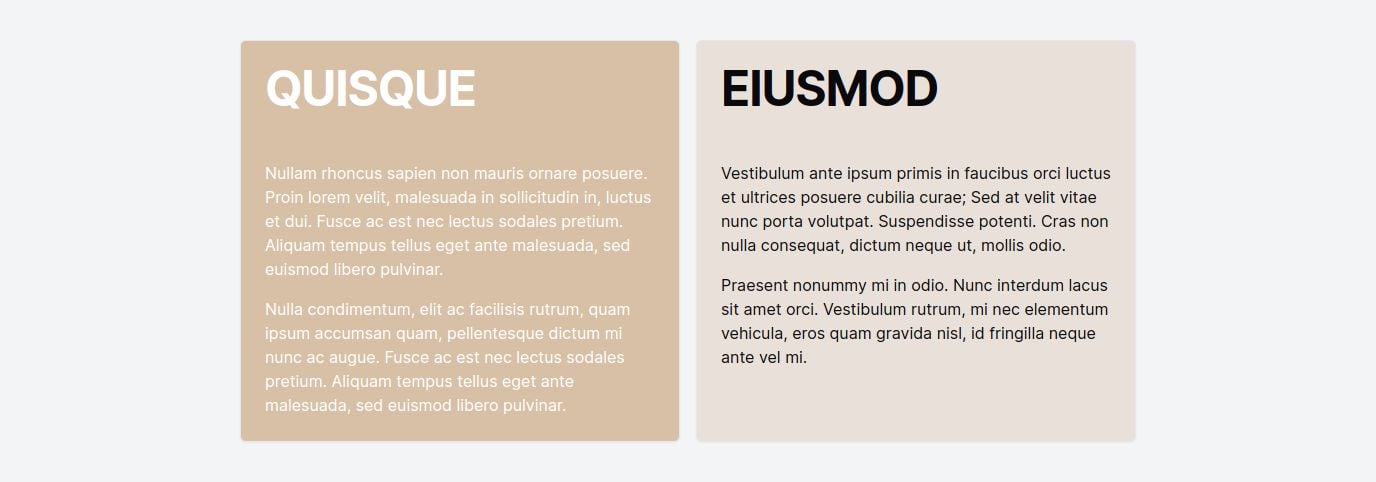 QUISQUE
Nullam rhoncus sapien non mauris ornare posuere.
Proin lorem velit, malesuada in sollicitudin in, luctus
et dui. Fusce ac est nec lectus sodales pretium.
Aliquam tempus tellus eget ante malesuada, sed
euismod libero pulvinar.
Nulla condimentum, elit ac facilisis rutrum, quam
ipsum accumsan quam, pellentesque dictum mi
nunc ac augue. Fusce ac est nec lectus sodales
pretium. Aliquam tempus tellus eget ante
malesuada, sed euismod libero pulvinar.
EIUSMOD
Vestibulum ante ipsum primis in faucibus orci luctus
et ultrices posuere cubilia curae; Sed at velit vitae
nunc porta volutpat. Suspendisse potenti. Cras non
nulla consequat, dictum neque ut, mollis odio.
Praesent nonummy mi in odio. Nunc interdum lacus
sit amet orci. Vestibulum rutrum, mi nec elementum
vehicula, eros quam gravida nisl, id fringilla neque
ante vel mi.